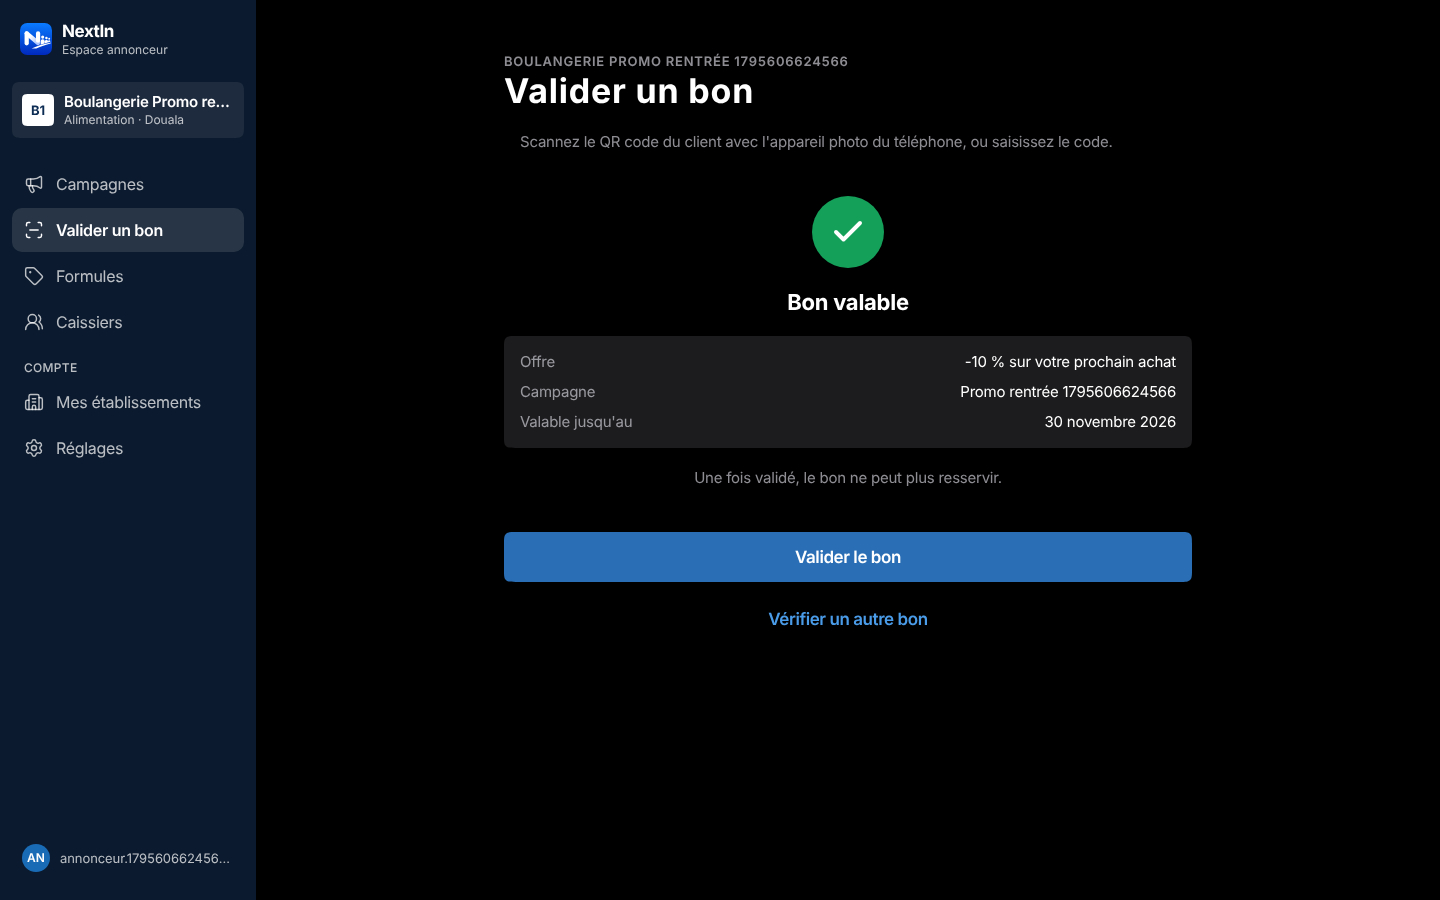 NextIn
Espace annonceur
B1
Boulangerie Promo re...
Alimentation · Douala
Campagnes
Valider un bon
Formules
Caissiers
COMPTE
Mes établissements
Réglages
AN
annonceur.179560662456...
BOULANGERIE PROMO RENTRÉE 1795606624566
Valider un bon
Scannez le QR code du client avec l'appareil photo du téléphone, ou saisissez le code.
Bon valable
Offre -10 % sur votre prochain achat
Campagne Promo rentrée 1795606624566
Valable jusqu'au 30 novembre 2026
Une fois validé, le bon ne peut plus resservir.
Valider le bon
Vérifier un autre bon